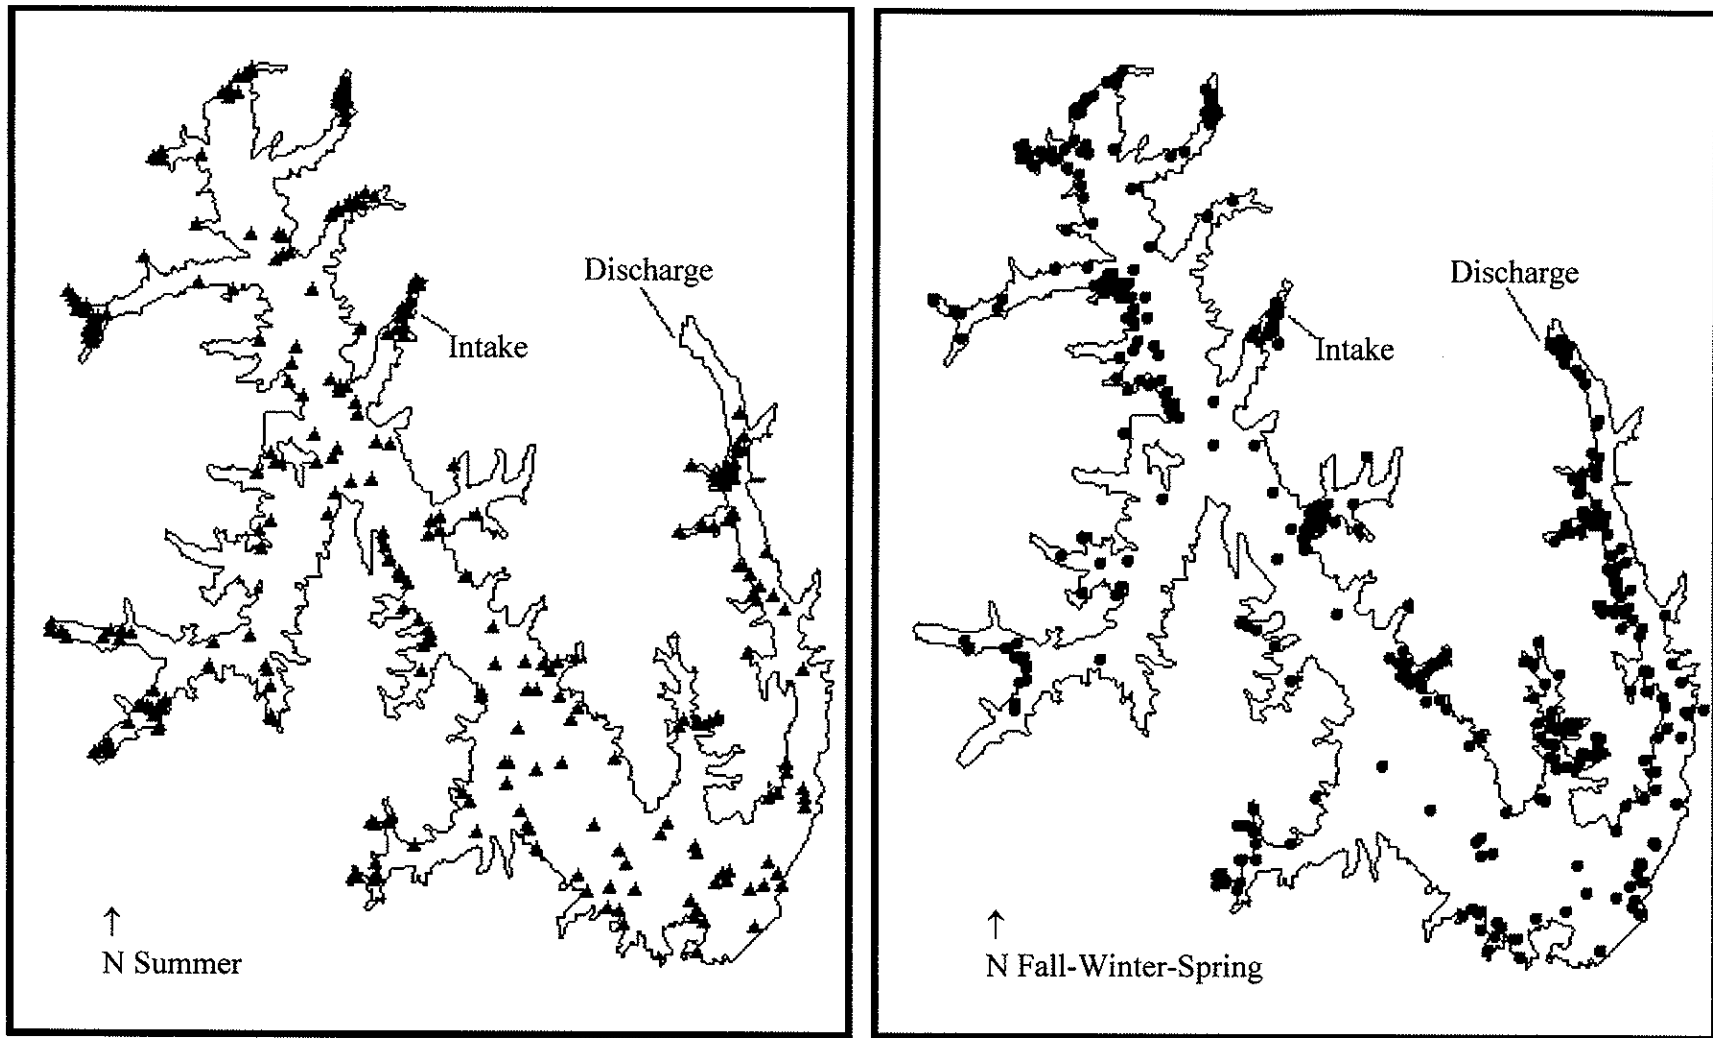 Discharge
Intake
↑
N Summer
Discharge
Intake
↑
N Fall-Winter-Spring